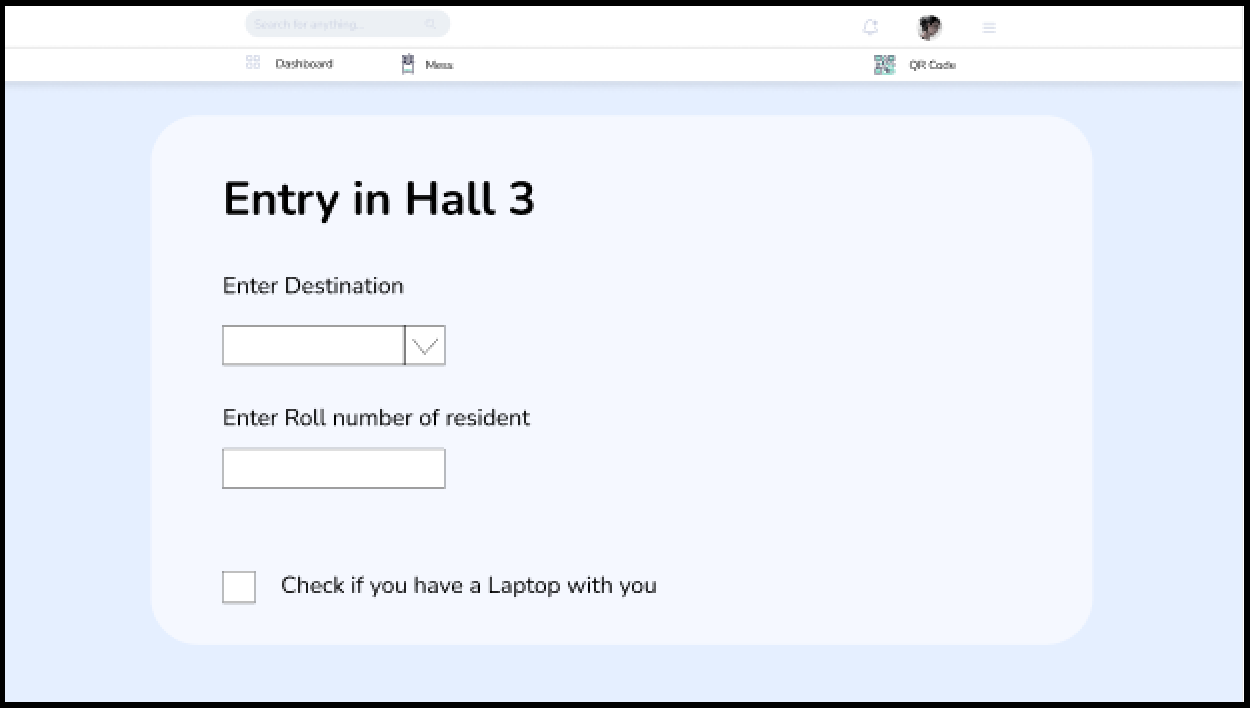 Search for anything...
Dashboard
Mess
QR Code
Entry in Hall 3
Enter Destination
Enter Roll number of resident
Check if you have a Laptop with you